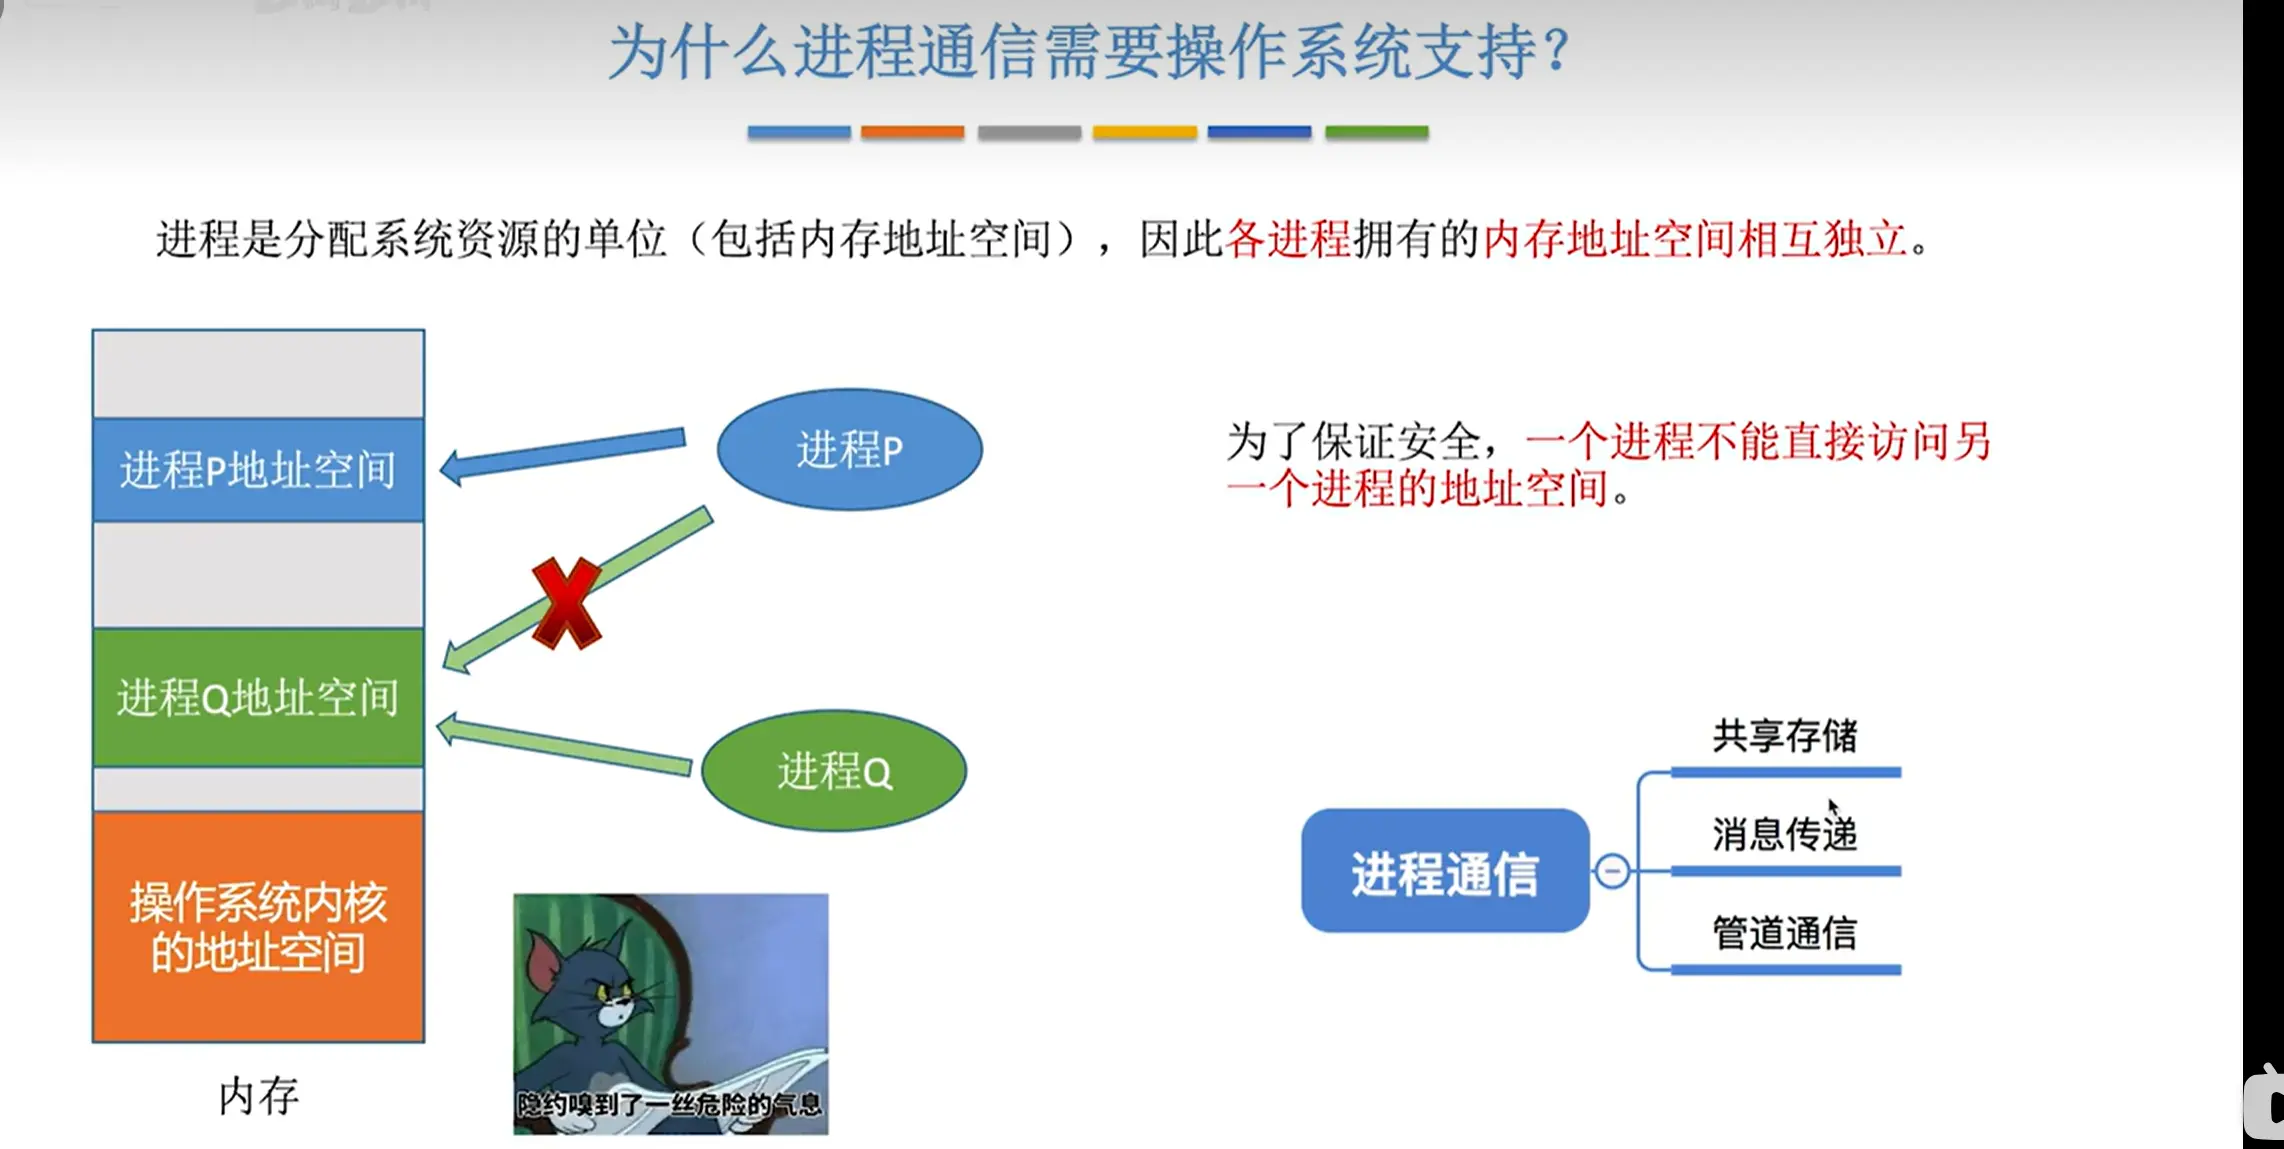 为什么进程通信需要操作系统支持？
进程是分配系统资源的单位（包括内存地址空间），因此各进程拥有的内存地址空间相互独立。
进程P地址空间
进程Q地址空间
操作系统内核
的地址空间
内存
进程P
进程Q
隐约嗅到了一丝危险的气息
为了保证安全，一个进程不能直接访问另
一个进程的地址空间。
进程通信
共享存储
消息传递
管道通信